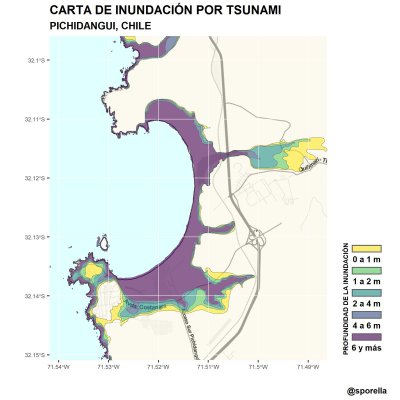 CARTA DE INUNDACIÓN POR TSUNAMI
PICHIDANGUI, CHILE
32.1°S
32.11°S
32.12°S
32.13°S
32.14°S
32.15°S
71.54°W
71.53°W
71.52°W
71.51°W
71.5°W
71.49°W
PROFUNDIDAD DE LA INUNDACIÓN
0 a 1 m
1 a 2 m
2 a 4 m
4 a 6 m
6 y más
@sporella